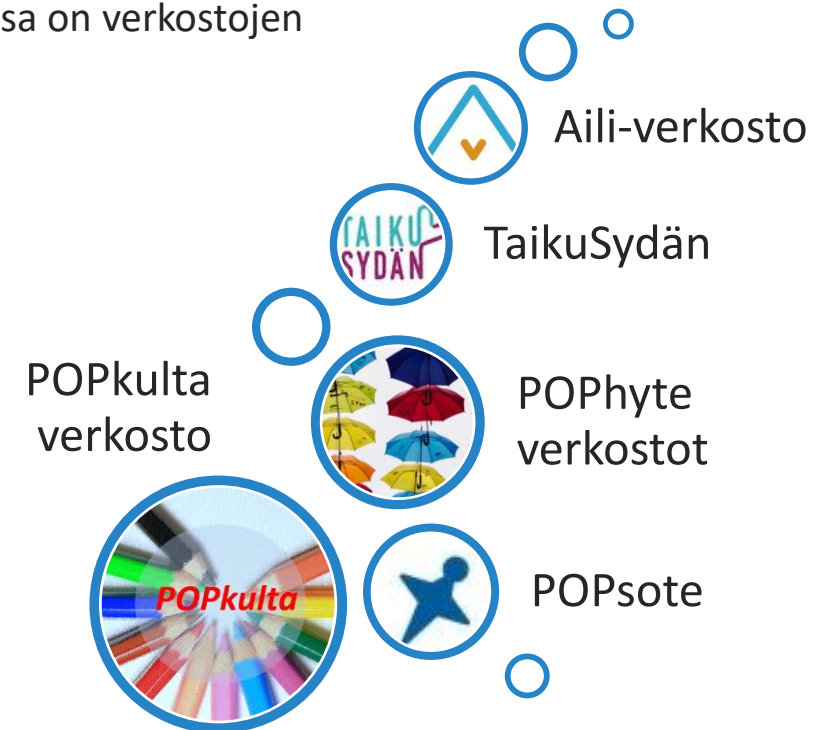 sa on verkostojen
Aili-verkosto
TAIKU
SYDÄN
TaikuSydän
POPkulta
verkosto
POPhyte
verkostot
POPkulta
POPsote